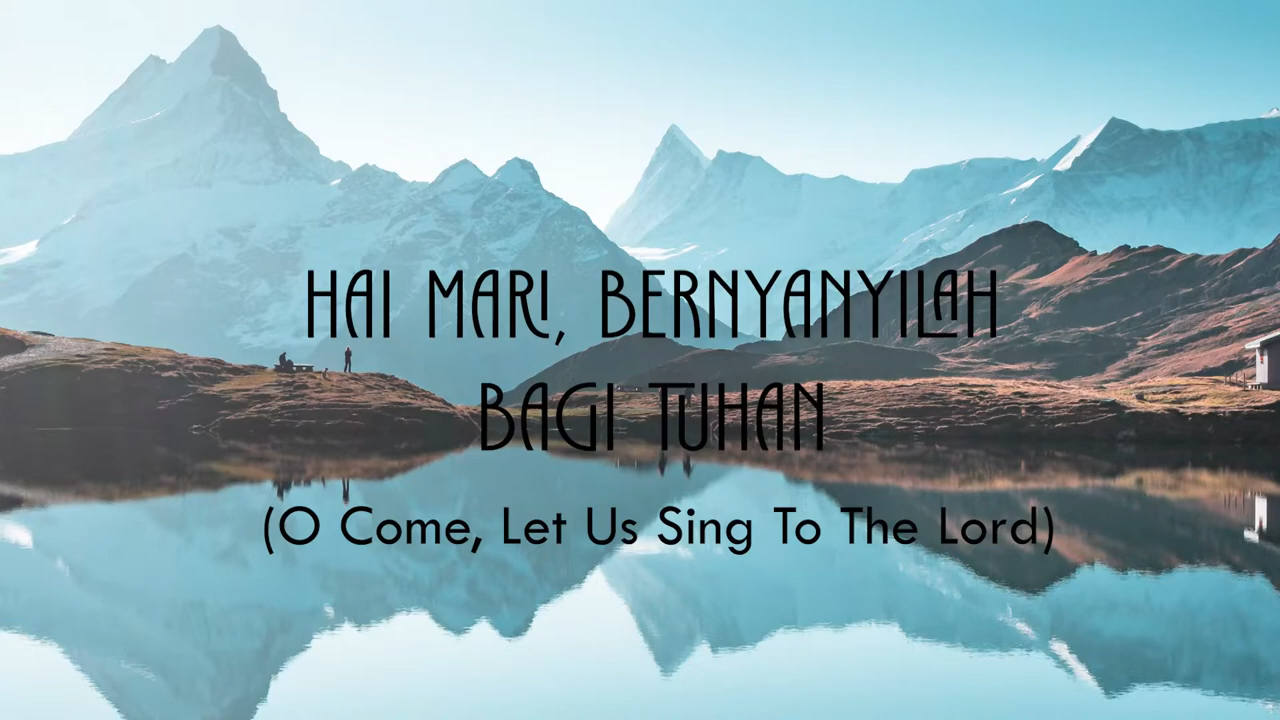 HAI MARI, BERNYANYILAH
BAGI TUHAN
(O Come, Let Us Sing To The Lord)